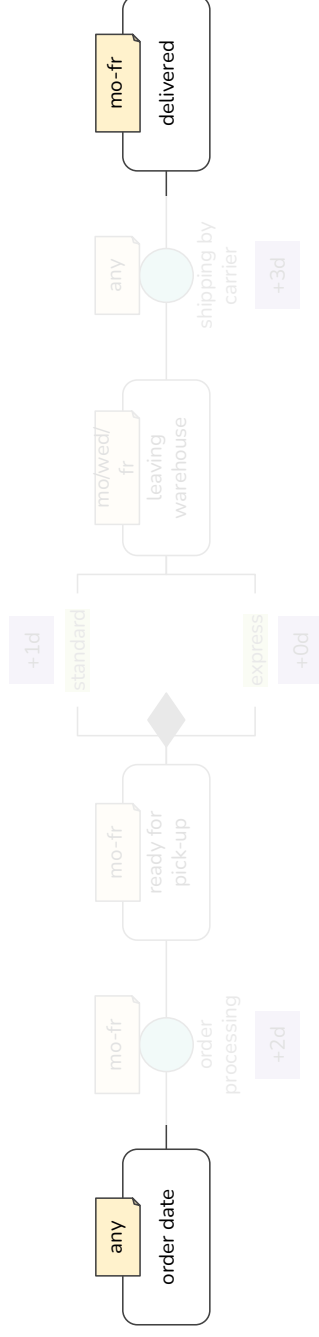 any
order date
mo-fr
order
processing
+2d
mo-fr
ready for
pick-up
+1d
standard
express
+0d
mo/wed/
fr
leaving
warehouse
any
shipping by
carrier
+3d
mo-fr
delivered